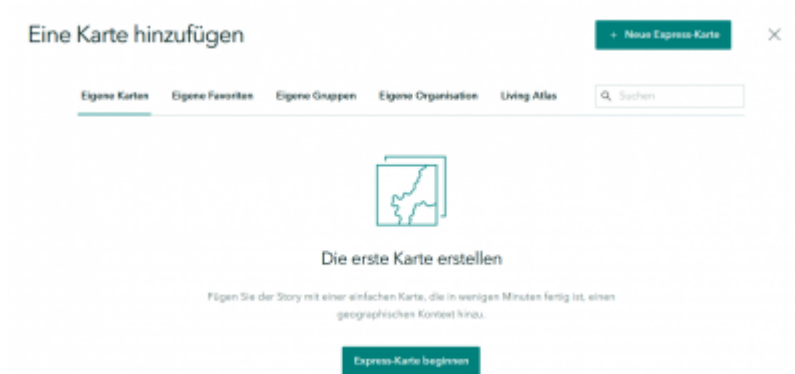 Eine Karte hinzufügen
+ Neue Express-Karte
Eigene Karten Eigene Favoriten Eigene Gruppen Eigene Organisation Living Atlas Suchen
Die erste Karte erstellen
Fügen Sie der Story mit einer einfachen Karte, die in wenigen Minuten fertig ist, einen
geographischen Kontext hinzu.
Express-Karte beginnen